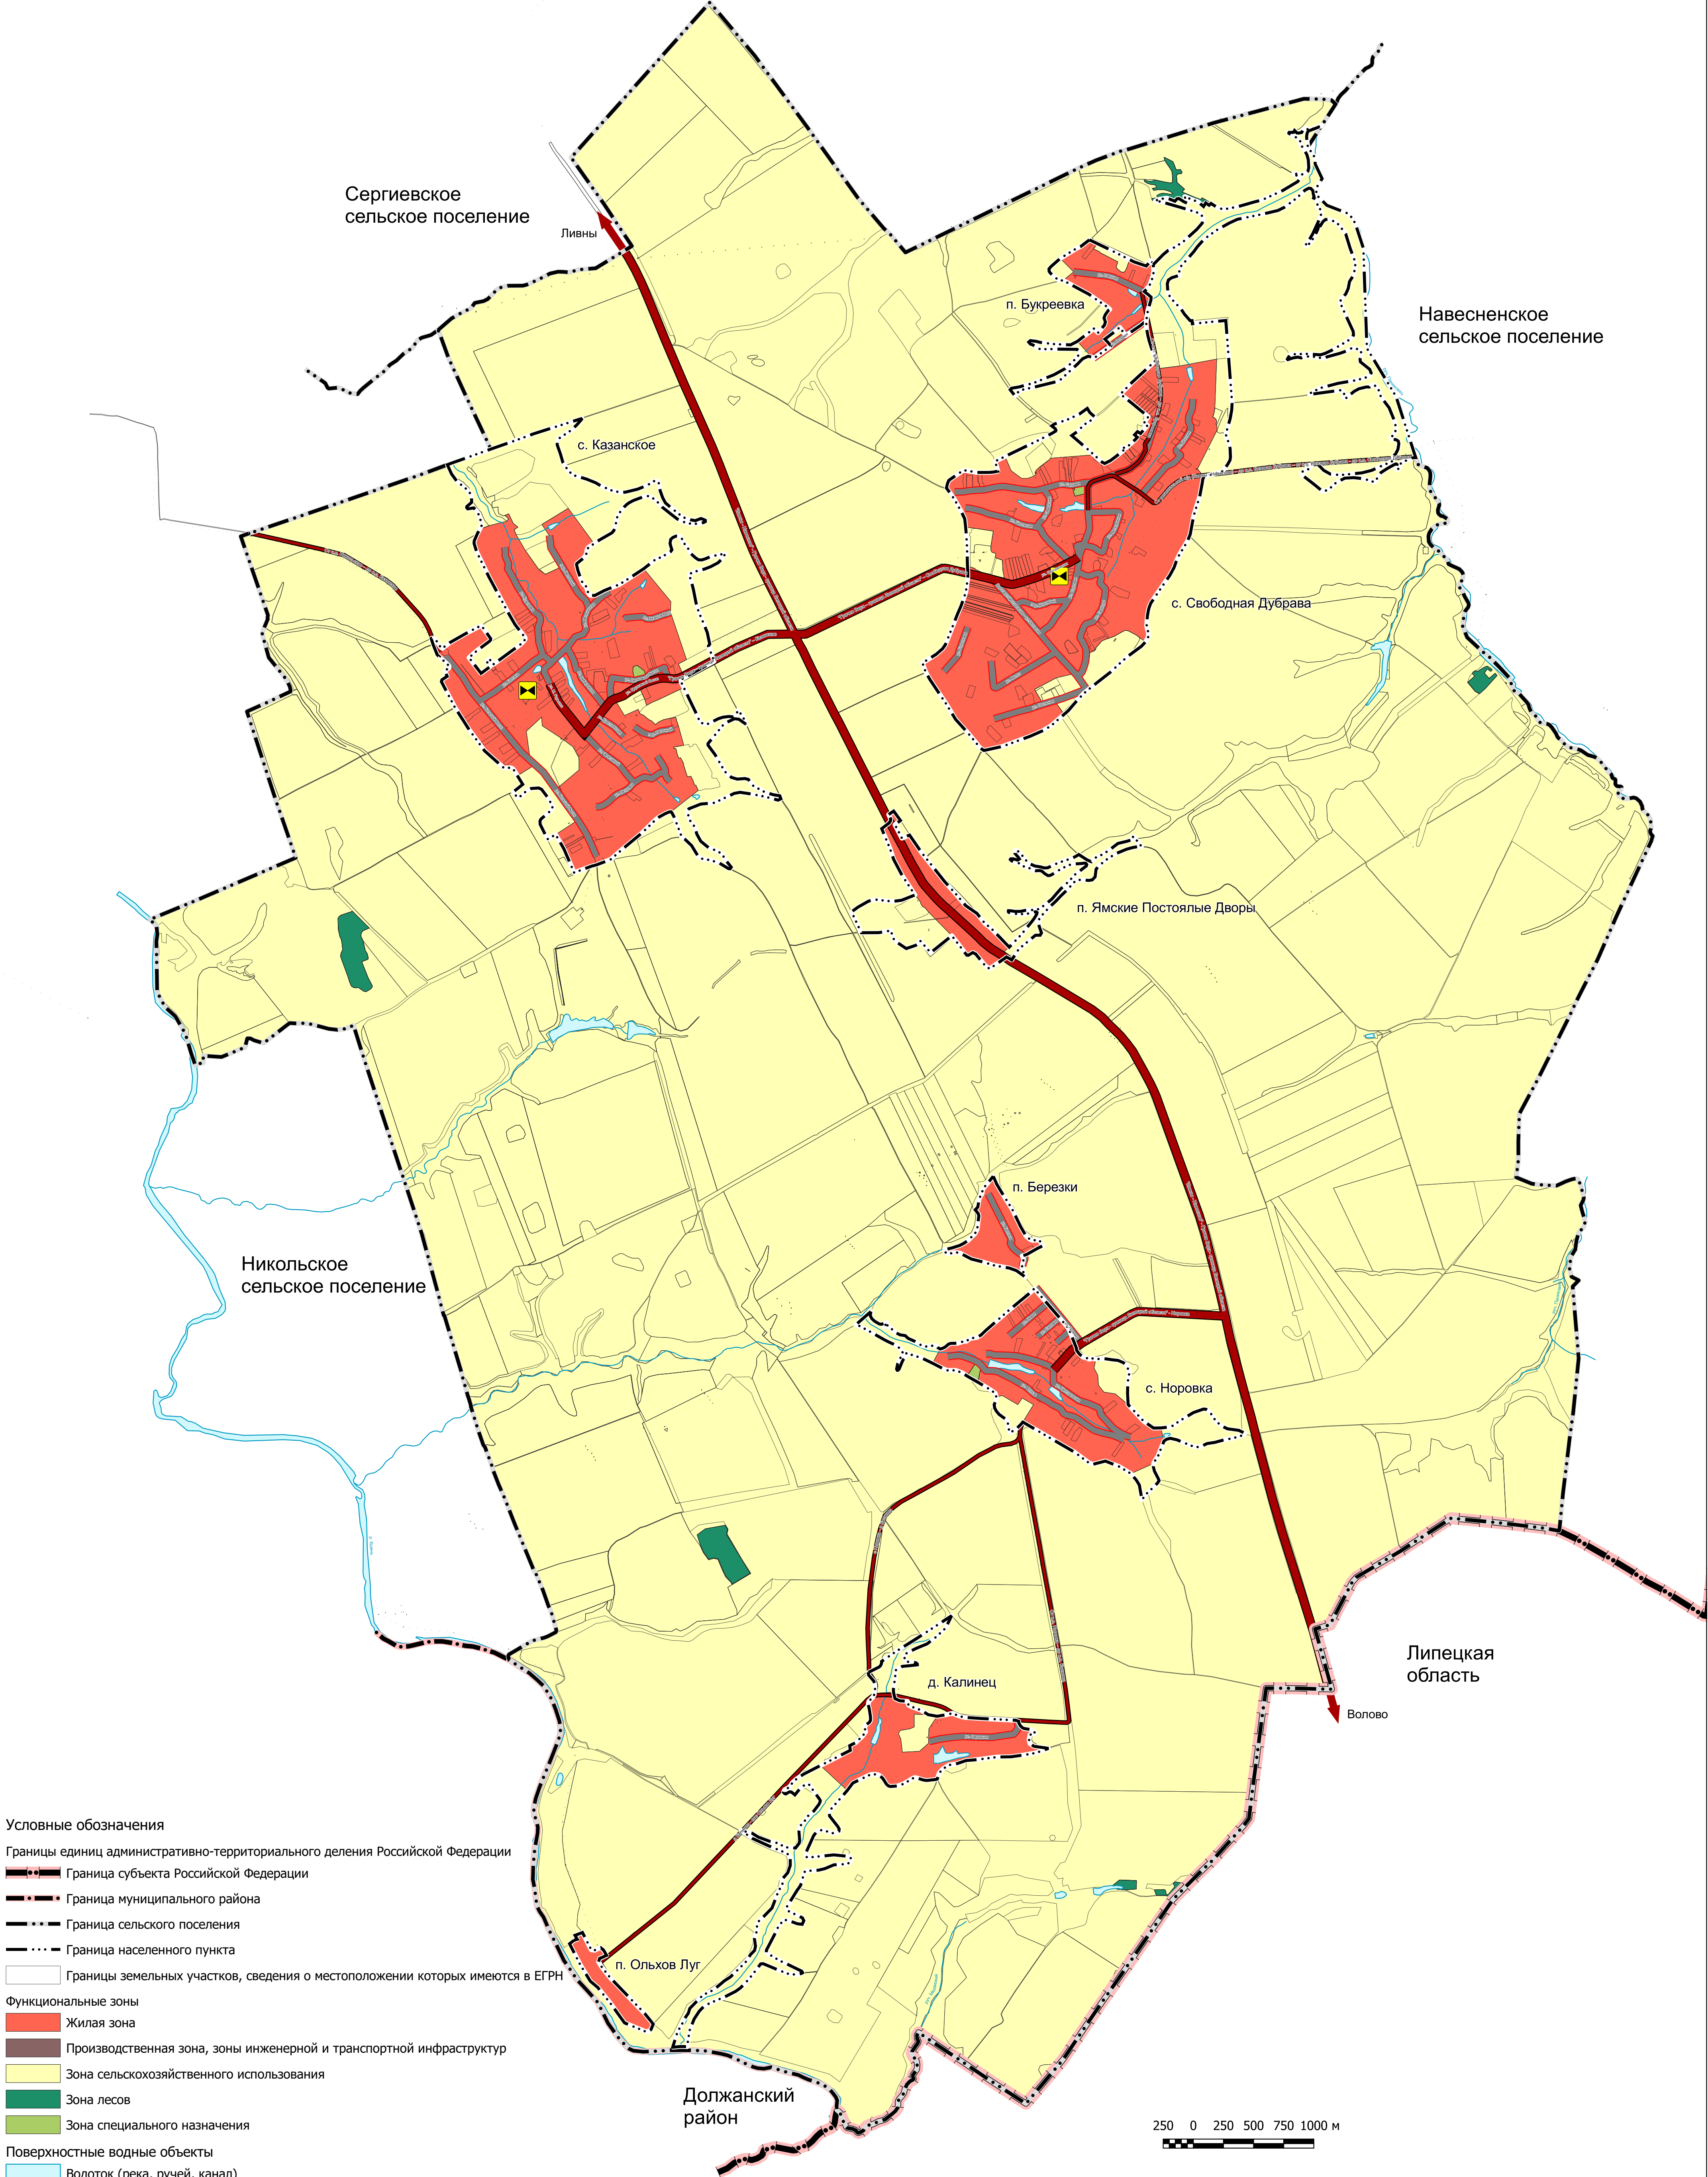 Сергиевское
сельское поселение
Ливны
п. Букреевка
Навесненское
сельское поселение
с. Казанское
с. Свободная Дубрава
п. Ямские Постоялые Дворы
п. Березки
Никольское
сельское поселение
с. Норовка
Липецкая
область
д. Калинец
Волово
п. Ольхов Луг
Должанский
район
250 0 250 500 750 1000 м
Условные обозначения
Границы единиц административно-территориального деления Российской Федерации
Граница субъекта Российской Федерации
Граница муниципального района
Граница сельского поселения
Граница населенного пункта
Границы земельных участков, сведения о местоположении которых имеются в ЕГРН
Функциональные зоны
Жилая зона
Производственная зона, зоны инженерной и транспортной инфраструктур
Зона сельскохозяйственного использования
Зона лесов
Зона специального назначения
Поверхностные водные объекты
Водоток (река, ручей, канал)